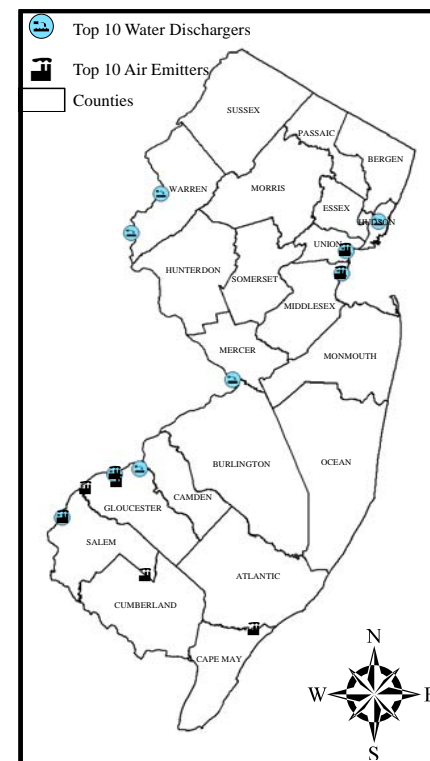 Top 10 Water Dischargers
Top 10 Air Emitters
Counties
SUSSEX
PASSAIC
BERGEN
WARREN
MORRIS
ESSEX
HUDSON
UNION
HUNTERDON
SOMERSET
MIDDLESEX
MERCER
MONMOUTH
OCEAN
BURLINGTON
CAMDEN
GLOUCESTER
SALEM
ATLANTIC
CUMBERLAND
CAPE MAY
N
W
E
S